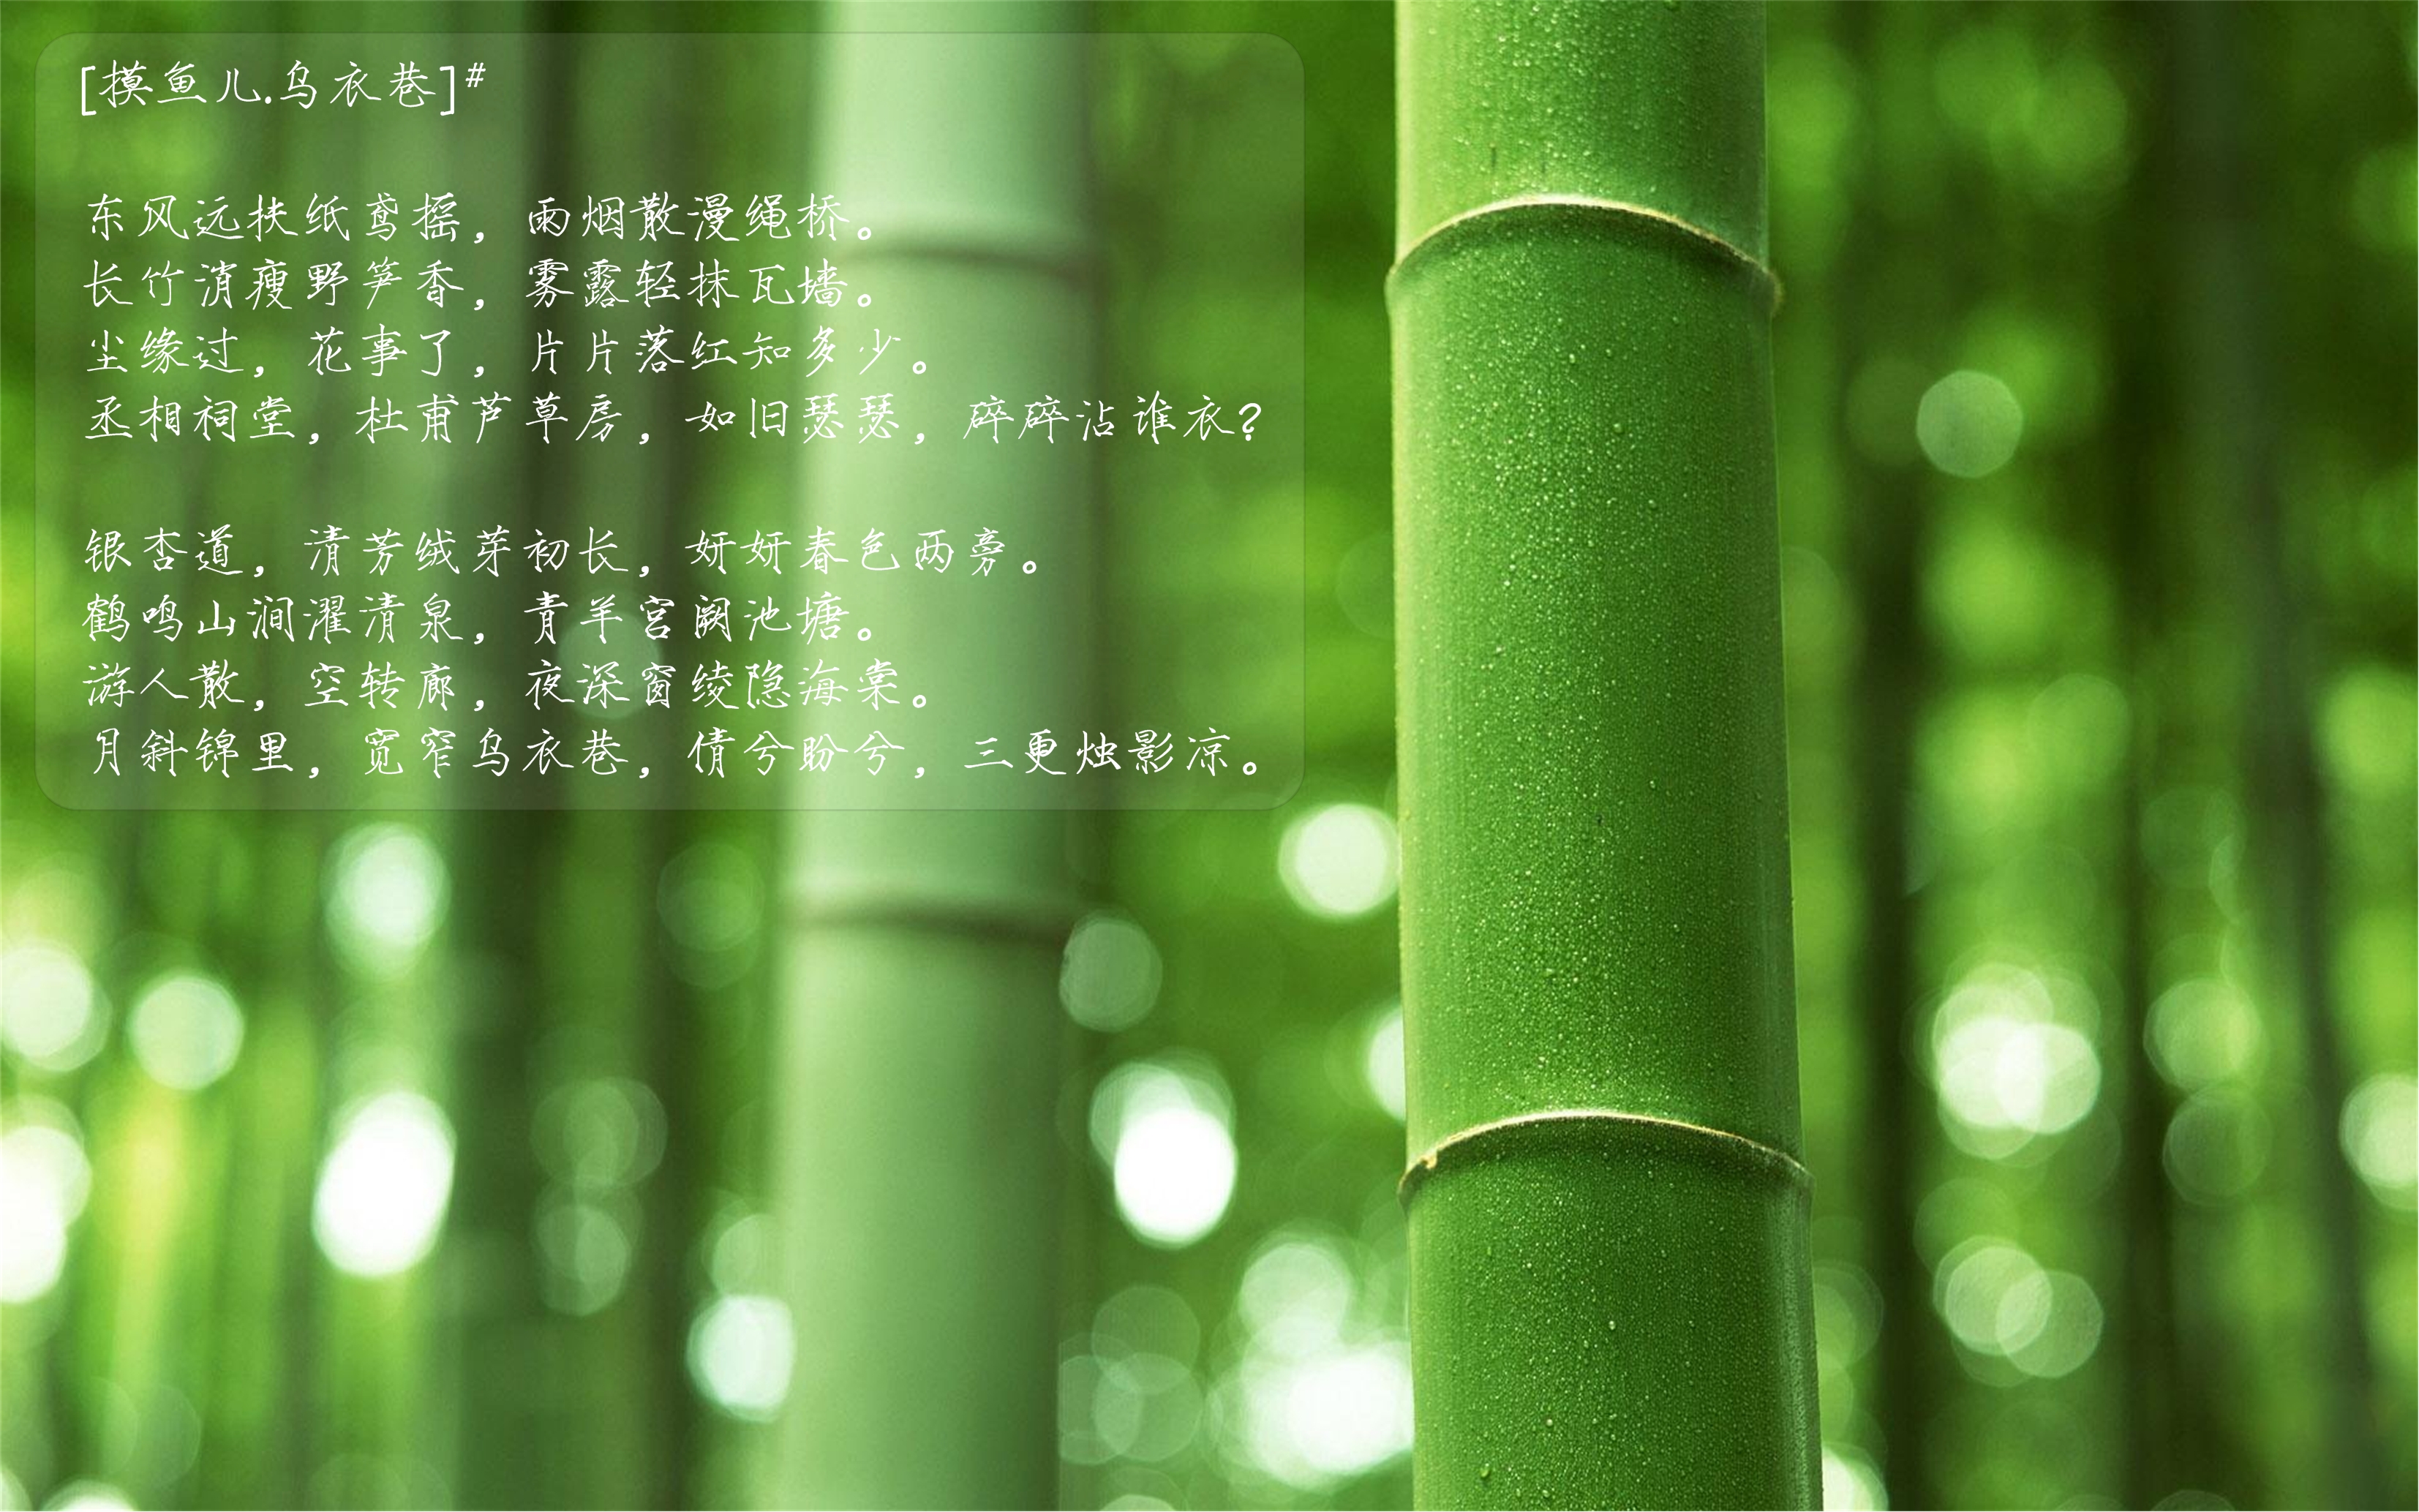 [摸鱼儿.乌衣巷]#
东风远扶纸鸢摇，雨烟散漫绳桥。
长竹消瘦野笋香，雾露轻抹瓦墙。
尘缘过，花事了，片片落红知多少。
丞相祠堂，杜甫芦草房，如旧瑟瑟，碎碎沾谁衣？
银杏道，清芳绒芽初长，妍妍春色两旁。
鹤鸣山涧濯清泉，青羊宫阙池塘。
游人散，空转廊，夜深窗绫隐海棠。
月斜锦里，宽窄乌衣巷，倩兮盼兮，三更烛影凉。